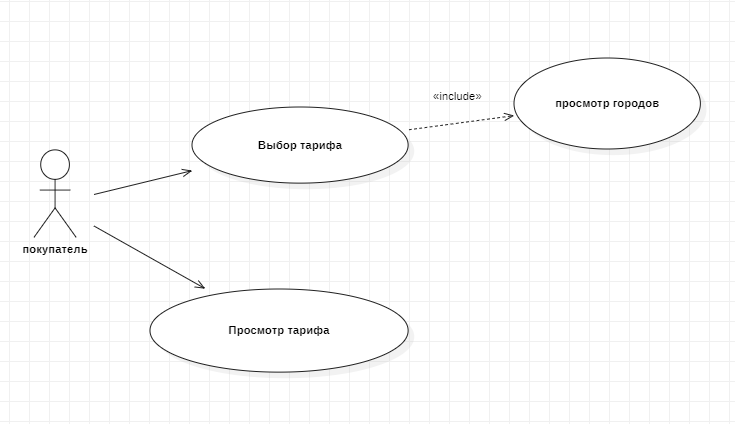 «include»
просмотр городов
Выбор тарифа
покупатель
Просмотр тарифа